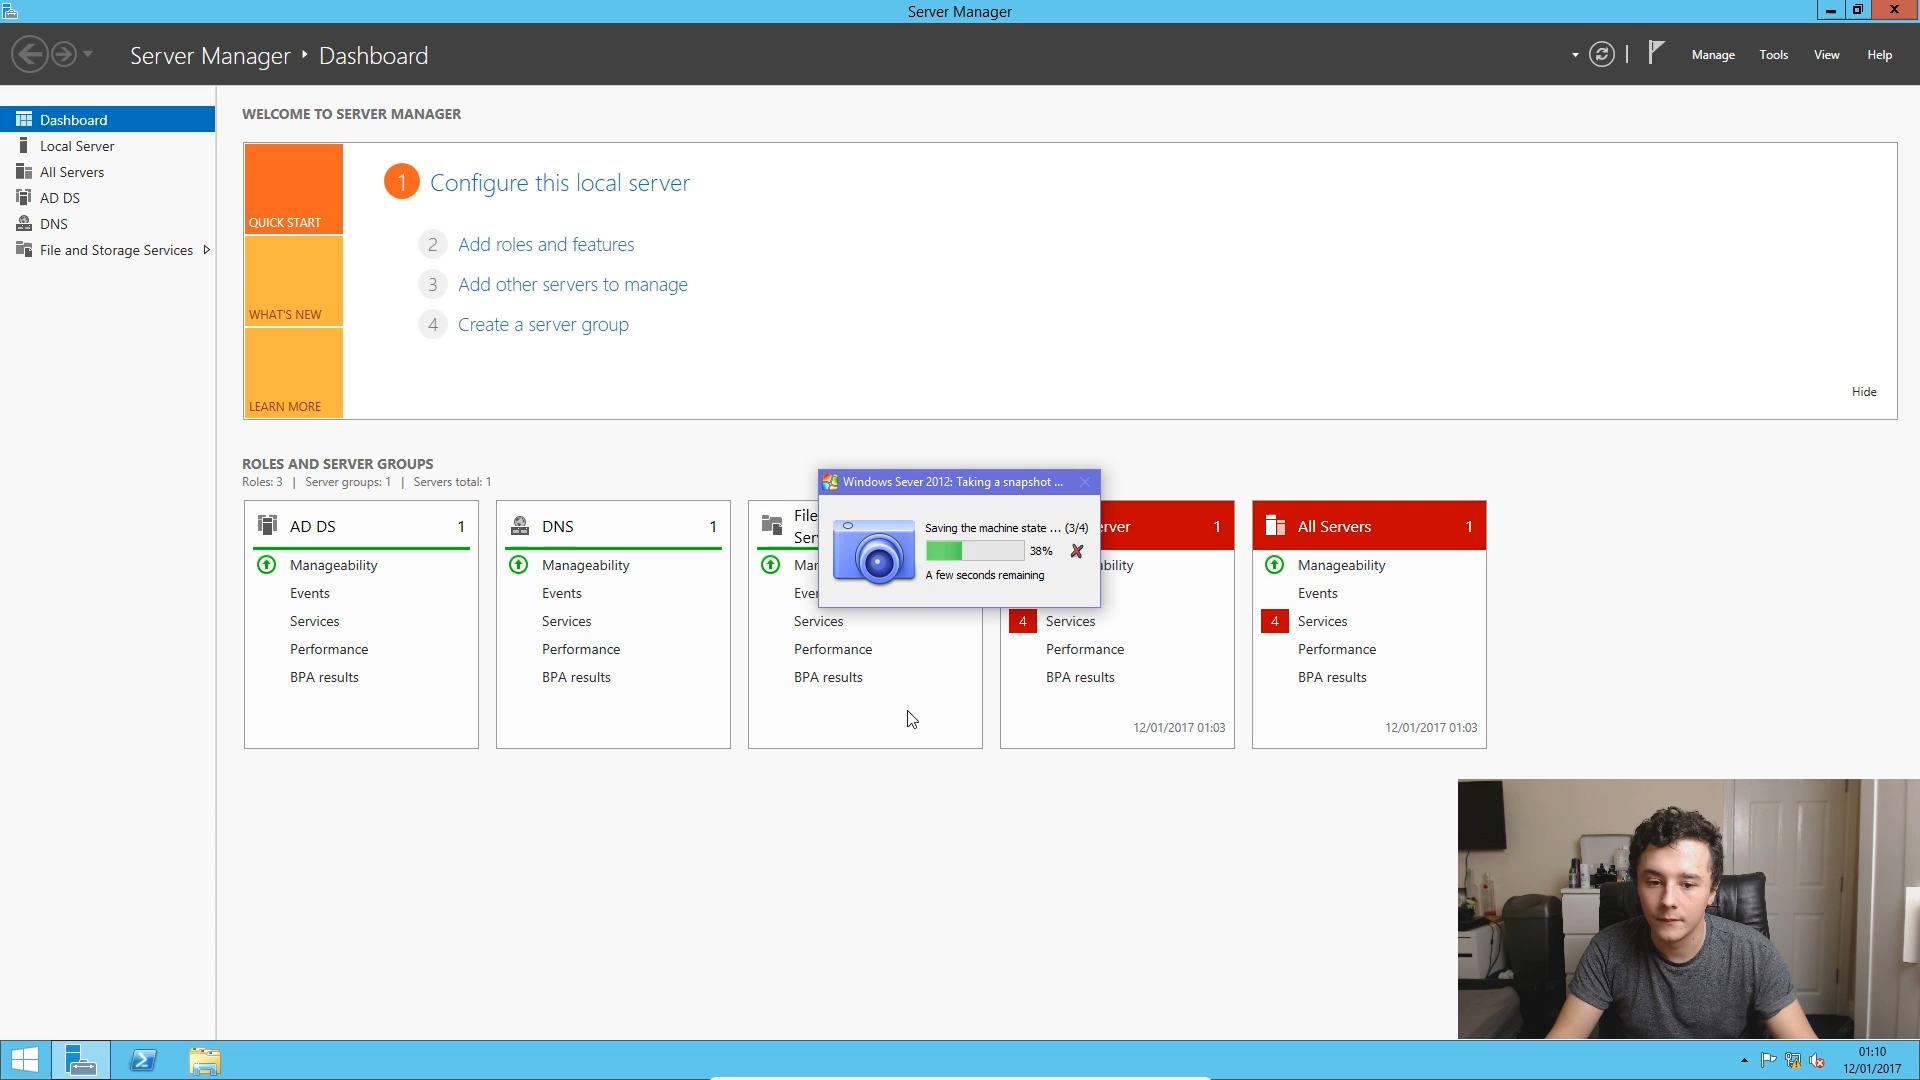 Server Manager
Server Manager
Dashboard
Manage
Tools
View
Help
Dashboard
Local Server
All Servers
AD DS
DNS
File and Storage Services
WELCOME TO SERVER MANAGER
QUICK START
WHAT'S NEW
LEARN MORE
1 Configure this local server
2 Add roles and features
3 Add other servers to manage
4 Create a server group
Hide
ROLES AND SERVER GROUPS
Roles: 3 | Server groups: 1 | Servers total: 1
AD DS 1
Manageability
Events
Services
Performance
BPA results
DNS 1
Manageability
Events
Services
Performance
BPA results
File
Ser
Mar
Eve
Services
Performance
BPA results
Windows Sever 2012: Taking a snapshot ...
Saving the machine state ... (3/4)
38%
A few seconds remaining
erver 1
bility
4 Services
Performance
BPA results
12/01/2017 01:03
All Servers 1
Manageability
Events
4 Services
Performance
BPA results
12/01/2017 01:03
01:10
12/01/2017